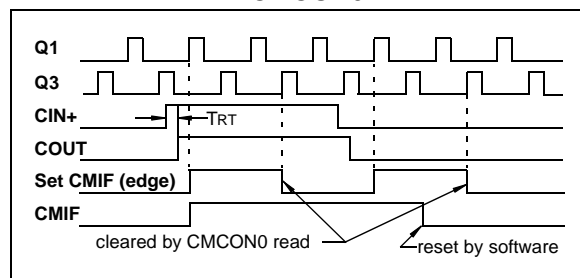 Q1
Q3
CIN+
TRT
COUT
Set CMIF (edge)
CMIF
cleared by CMCON0 read
reset by software